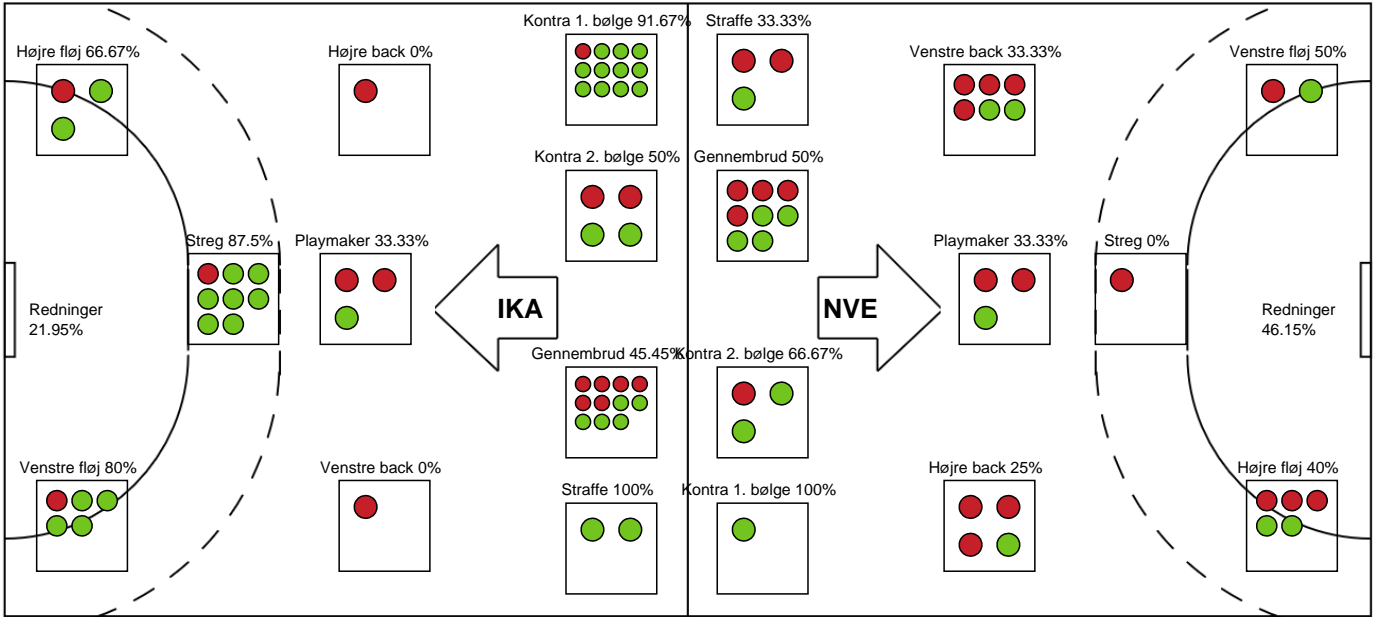 Kontra 1. bølge 91.67%
Straffe 33.33%
Højre fløj 66.67%
Højre back 0%
Venstre back 33.33%
Venstre fløj 50%
Kontra 2. bølge 50%
Gennembrud 50%
Streg 87.5%
Playmaker 33.33%
Playmaker 33.33%
Streg 0%
Redninger
21.95%
IKA
NVE
Redninger
46.15%
Gennembrud 45.45%
Kontra 2. bølge 66.67%
Venstre fløj 80%
Venstre back 0%
Straffe 100%
Kontra 1. bølge 100%
Højre back 25%
Højre fløj 40%